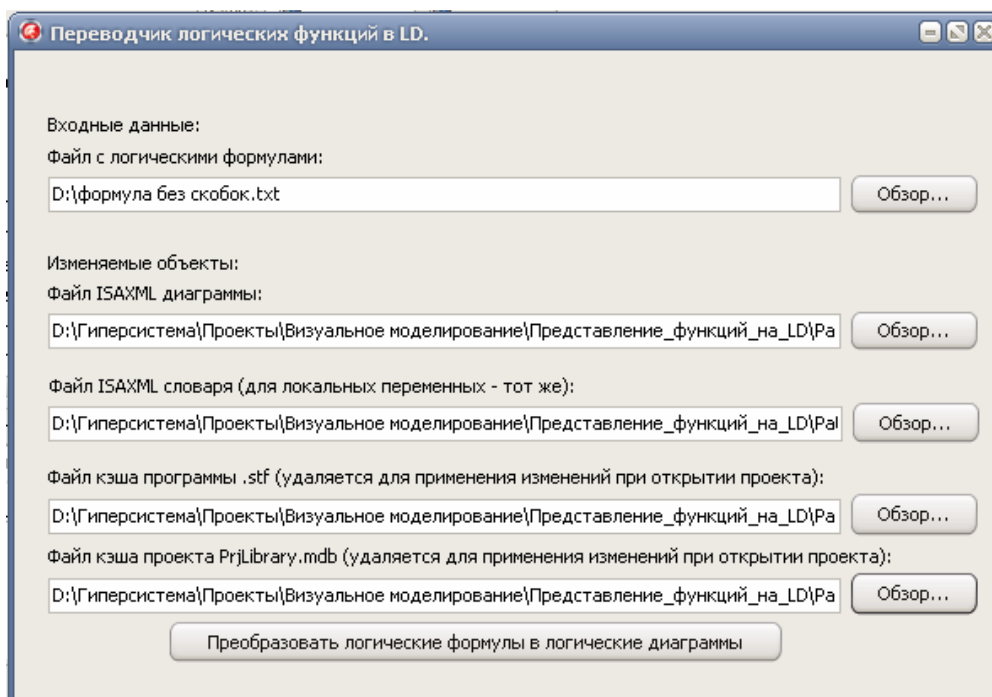 Переводчик логических функций в LD.
Входные данные:
Файл с логическими формулами:
D:\формула без скобок.txt
Обзор...
Изменяемые объекты:
Файл ISAXML диаграммы:
D:\Гиперсистема\Проекты\Визуальное моделирование\Представление_функций_на_LD\Pa
Обзор...
Файл ISAXML словаря (для локальных переменных - тот же):
D:\Гиперсистема\Проекты\Визуальное моделирование\Представление_функций_на_LD\Pa
Обзор...
Файл кэша программы .stf (удаляется для применения изменений при открытии проекта):
D:\Гиперсистема\Проекты\Визуальное моделирование\Представление_функций_на_LD\Pa
Обзор...
Файл кэша проекта PrjLibrary.mdb (удаляется для применения изменений при открытии проекта):
D:\Гиперсистема\Проекты\Визуальное моделирование\Представление_функций_на_LD\Pa
Обзор...
Преобразовать логические формулы в логические диаграммы